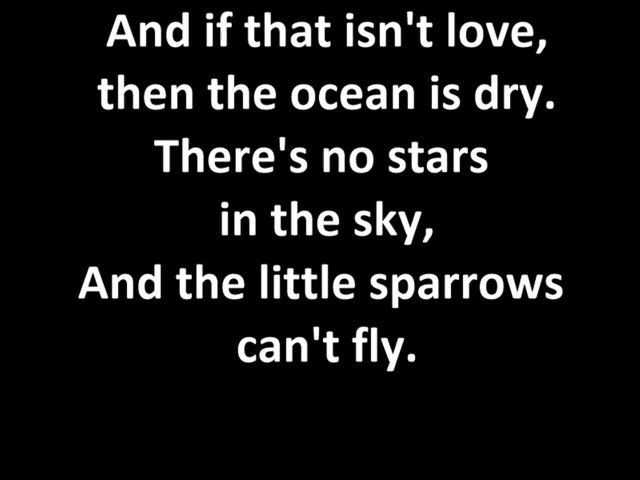 And if that isn't love,
then the ocean is dry.
There's no stars
in the sky,
And the little sparrows
can't fly.